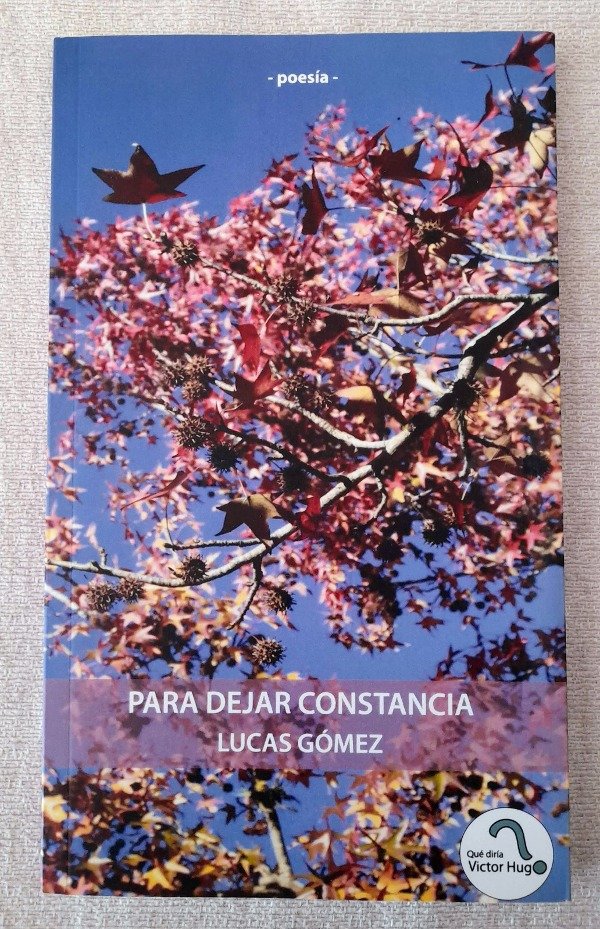 - poesía -
PARA DEJAR CONSTANCIA
LUCAS GÓMEZ
Qué diría
Victor Hugo?